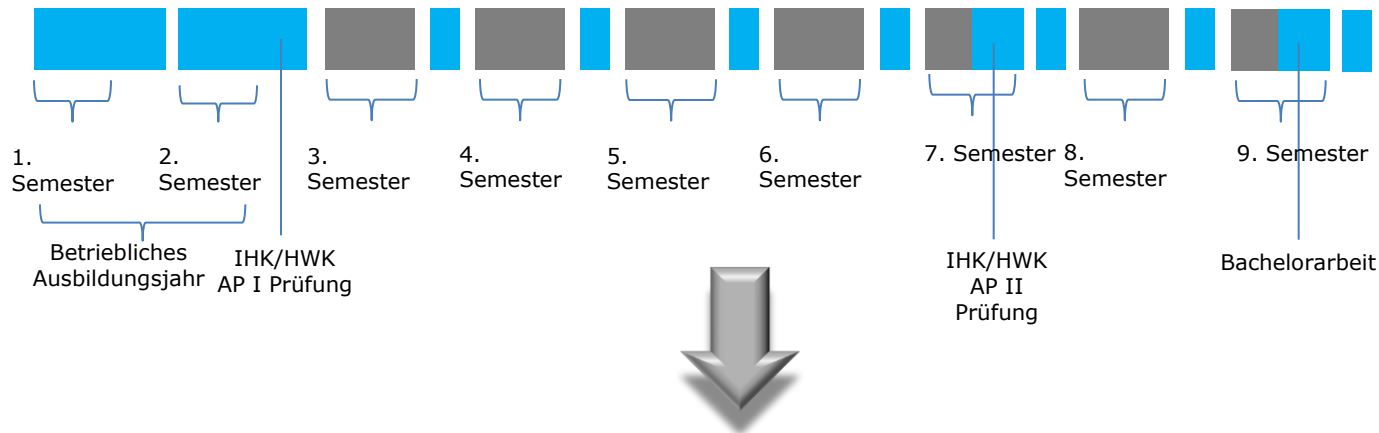 1.
Semester
2.
Semester
3.
Semester
4.
Semester
5.
Semester
6.
Semester
7. Semester
8.
Semester
9. Semester
Betriebliches
Ausbildungsjahr
IHK/HWK
AP I Prüfung
IHK/HWK
AP II
Prüfung
Bachelorarbeit